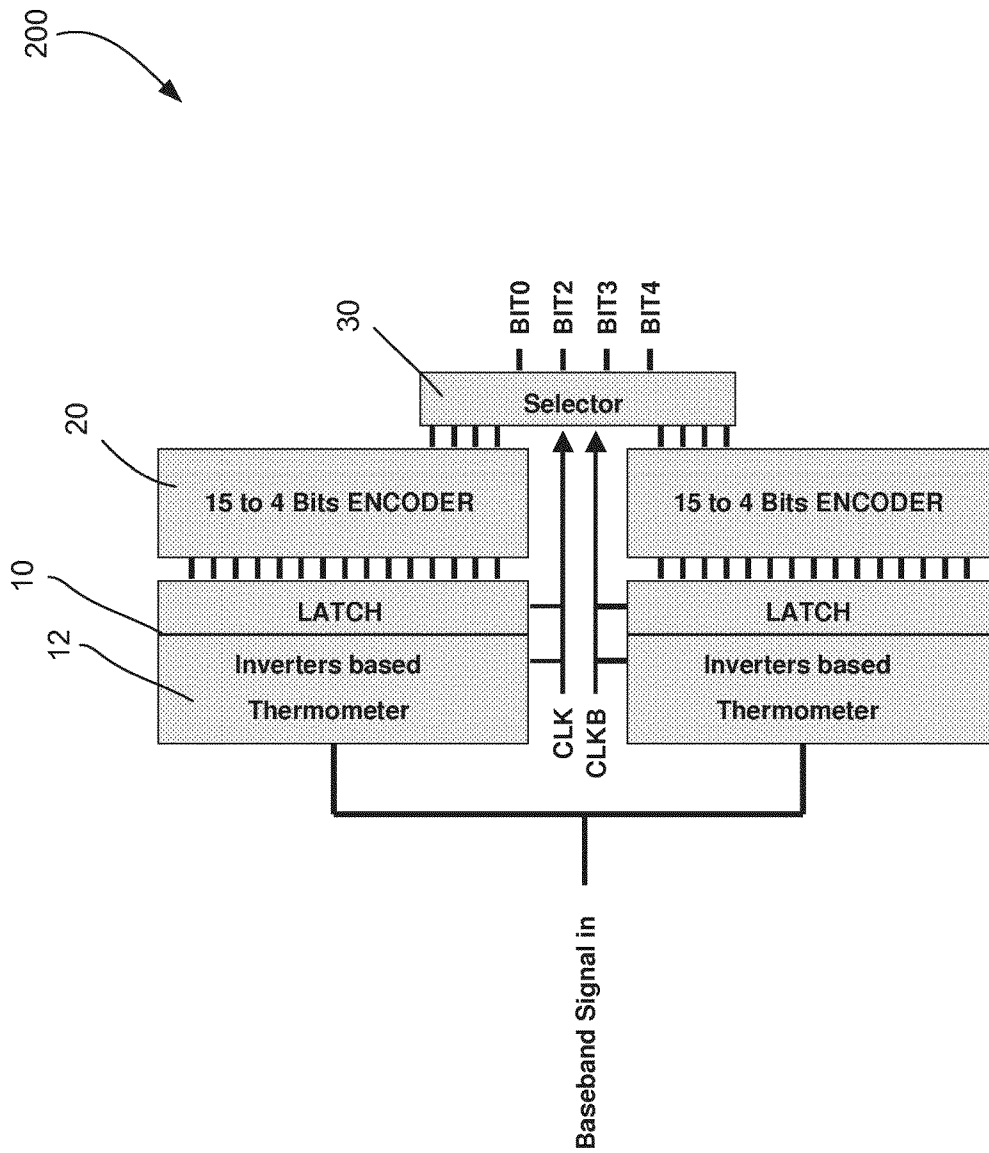 200
12
10
20
30
Inverters based
Thermometer
LATCH
15 to 4 Bits ENCODER
Selector
BIT0
BIT2
BIT3
BIT4
CLK
CLKB
Baseband Signal in
Inverters based
Thermometer
LATCH
15 to 4 Bits ENCODER